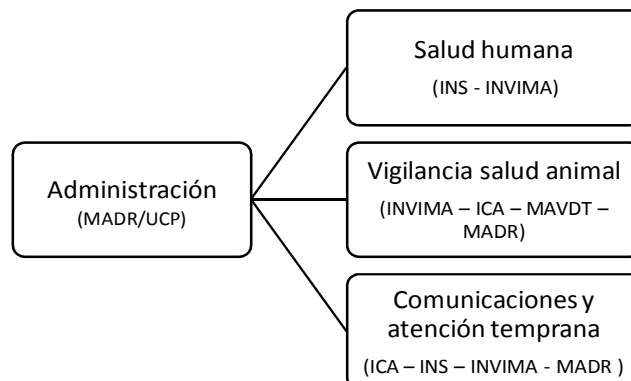 Salud humana
(INS - INVIMA)
Administración
(MADR/UCP)
Vigilancia salud animal
(INVIMA – ICA – MAVDT –
MADR)
Comunicaciones y
atención temprana
(ICA – INS – INVIMA - MADR )